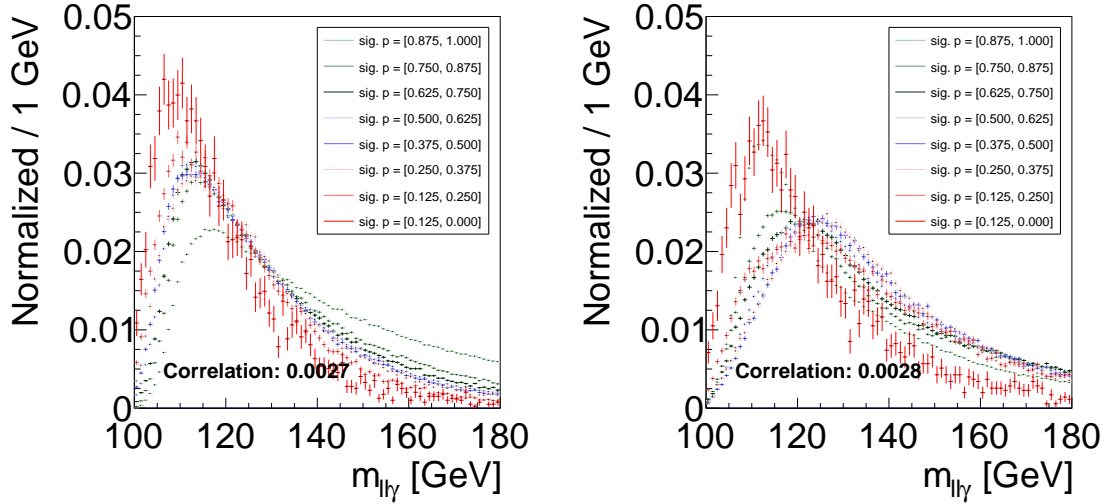 Normalized / 1 GeV
0.05
0.04
0.03
0.02
0.01
0
sig. p = [0.875, 1.000]
sig. p = [0.750, 0.875]
sig. p = [0.625, 0.750]
sig. p = [0.500, 0.625]
sig. p = [0.375, 0.500]
sig. p = [0.250, 0.375]
sig. p = [0.125, 0.250]
sig. p = [0.125, 0.000]
Correlation: 0.0027
100 120 140 160 180
m_{llγ} [GeV]
Normalized / 1 GeV
0.05
0.04
0.03
0.02
0.01
0
sig. p = [0.875, 1.000]
sig. p = [0.750, 0.875]
sig. p = [0.625, 0.750]
sig. p = [0.500, 0.625]
sig. p = [0.375, 0.500]
sig. p = [0.250, 0.375]
sig. p = [0.125, 0.250]
sig. p = [0.125, 0.000]
Correlation: 0.0028
100 120 140 160 180
m_{llγ} [GeV]